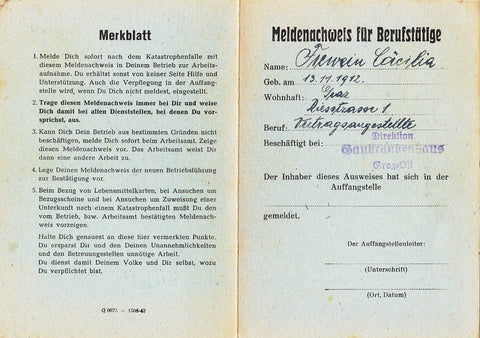 Merkblatt
1. Melde Dich sofort nach dem Katastrophenfalle mit
diesem Meldenachweis in Deinem Betrieb zur Arbeits-
aufnahme. Du erhältst sonst von keiner Seite Hilfe und
Unterstützung. Auch die Verpflegung in der Auffang-
stelle wird, wenn Du Dich nicht meldest, eingestellt.
2. Trage diesen Meldenachweis immer bei Dir und weise
Dich damit bei allen Dienststellen, bei denen Du vor-
sprichst, aus.
3. Kann Dich Dein Betrieb aus bestimmten Gründen nicht
beschäftigen, melde Dich sofort beim Arbeitsamt. Zeige
diesen Meldenachweis vor. Das Arbeitsamt weist Dir
dann eine andere Arbeit zu.
4. Lege Deinen Meldenachweis der neuen Betriebsführung
zur Bestätigung vor.
5. Beim Bezug von Lebensmittelkarten, bei Ansuchen um
Bezugsscheine und bei Ansuchen um Zuweisung einer
Unterkunft nach einem Katastrophenfall mußt Du den
vom Betrieb, bzw. Arbeitsamt bestätigten Meldenach-
weis vorzeigen.
Halte Dich genauest an diese hier vermerkten Punkte.
Du ersparst Dir und den Deinen Unannehmlichkeiten
und den Betreuungsstellen unnötige Arbeit.
Du dienst damit Deinem Volke und Dir selbst, wozu
Du verpflichtet bist.
Q 0075 — 1508-43
Meldenachweis für Berufstätige
Name: Trewein Cäcilia
Geb. am 13.11.1912.
Wohnhaft: Graz
Riesstrasse 1
Beruf: Vertragsangestellte
Beschäftigt bei: Direktion
Gaukrankenhaus
Graz-Ost
Der Inhaber dieses Ausweises hat sich in der
Auffangstelle
gemeldet.
Der Auffangstellenleiter:
(Unterschrift)
(Ort, Datum)